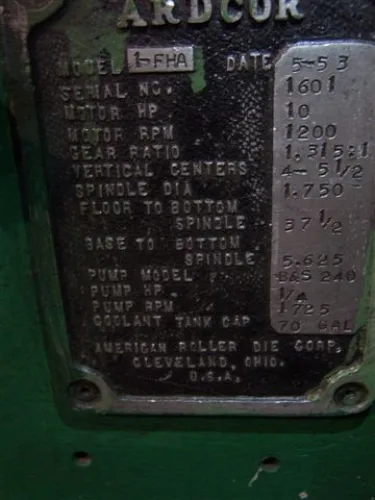 ARDCOR
MODEL 1-FHA DATE 5-53
SERIAL NO. 1601
MOTOR HP. 10
MOTOR RPM 1200
GEAR RATIO 1.315:1
VERTICAL CENTERS 4-5 1/2
SPINDLE DIA 1.750
FLOOR TO BOTTOM
SPINDLE 37 1/2
BASE TO BOTTOM
SPINDLE 5.625
PUMP MODEL B&S 240
PUMP HP. 1/4
PUMP RPM 1725
COOLANT TANK CAP 70 GAL
AMERICAN ROLLER DIE CORP.
CLEVELAND, OHIO.
U.S.A.